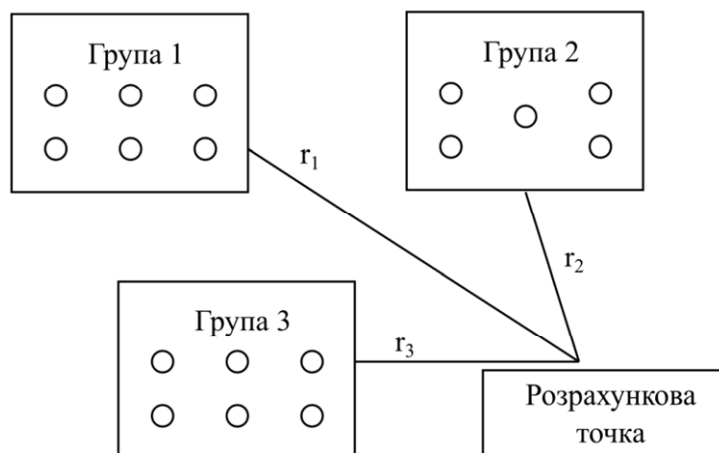 Група 1
Група 2
r₁
r₂
Група 3
r₃
Розрахункова
точка